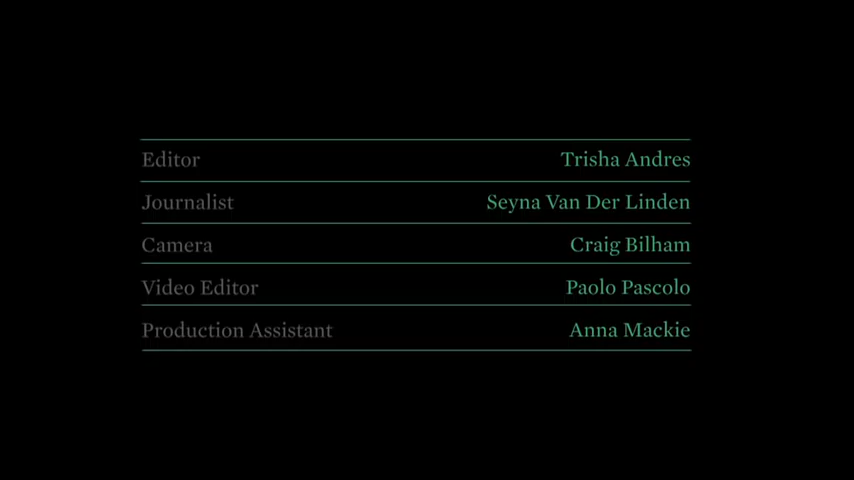 Editor Trisha Andres
Journalist Seyna Van Der Linden
Camera Craig Bilham
Video Editor Paolo Pascolo
Production Assistant Anna Mackie